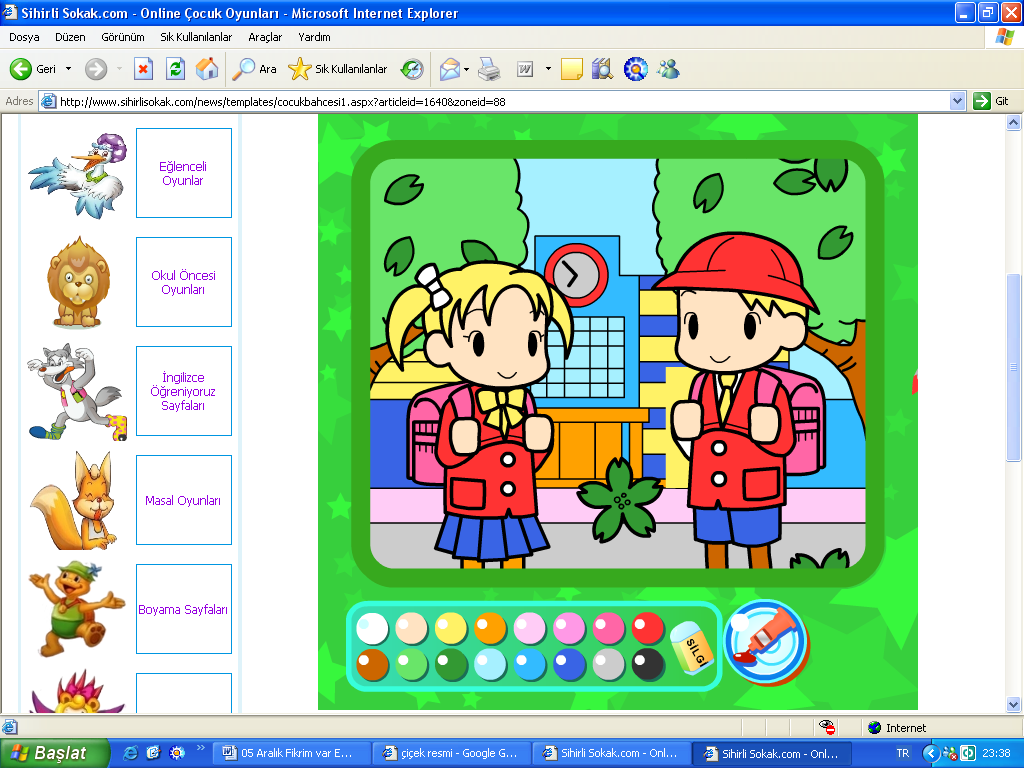 Sihirli Sokak.com - Online Çocuk Oyunları - Microsoft Internet Explorer
Dosya Düzen Görünüm Sık Kullanılanlar Araçlar Yardım
Geri Ara Sık Kullanılanlar W
Adres http://www.sihirlisokak.com/news/templates/cocukbahcesi1.aspx?articleid=1640&zoneid=88 Git
Eğlenceli
Oyunlar
Okul Öncesi
Oyunları
İngilizce
Öğreniyoruz
Sayfaları
Masal Oyunları
Boyama Sayfaları
SİLGİ
Internet
Başlat 05 Aralık Fikrim var E... çiçek resmi - Google G... Sihirli Sokak.com - Onl... Sihirli Sokak.com - Onl... TR 23:38